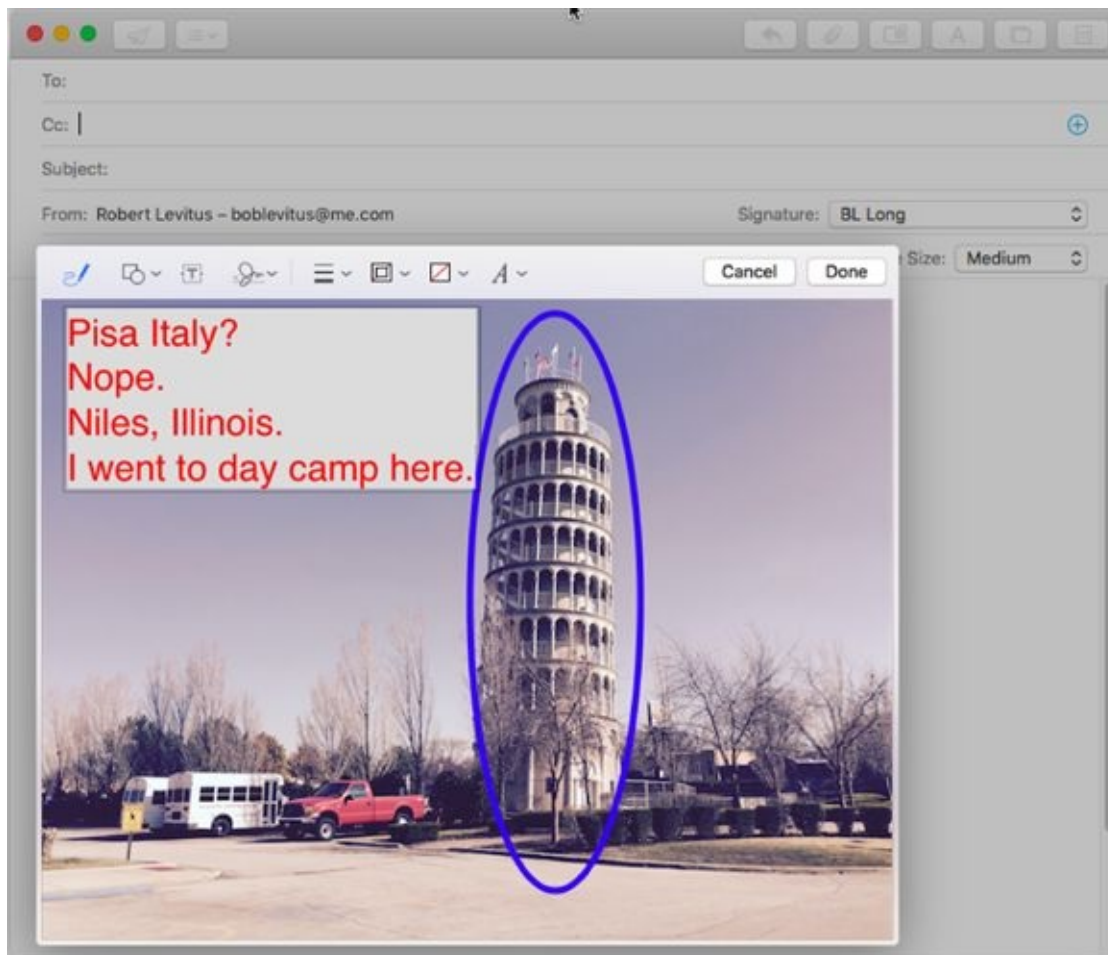 To:
Cc:
Subject:
From: Robert Levitus – boblevitus@me.com Signature: BL Long
Size: Medium
Cancel Done
Pisa Italy?
Nope.
Niles, Illinois.
I went to day camp here.